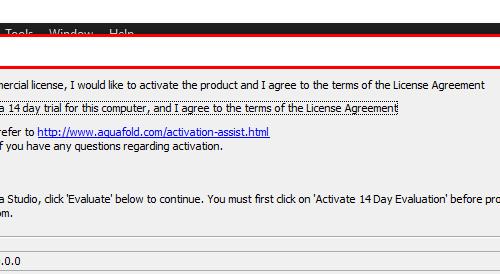 Tools Window Help
ercial license, I would like to activate the product and I agree to the terms of the License Agreement
a 14 day trial for this computer, and I agree to the terms of the License Agreement
refer to http://www.aquafold.com/activation-assist.html
f you have any questions regarding activation.
a Studio, click 'Evaluate' below to continue. You must first click on 'Activate 14 Day Evaluation' before pro
om.
.0.0